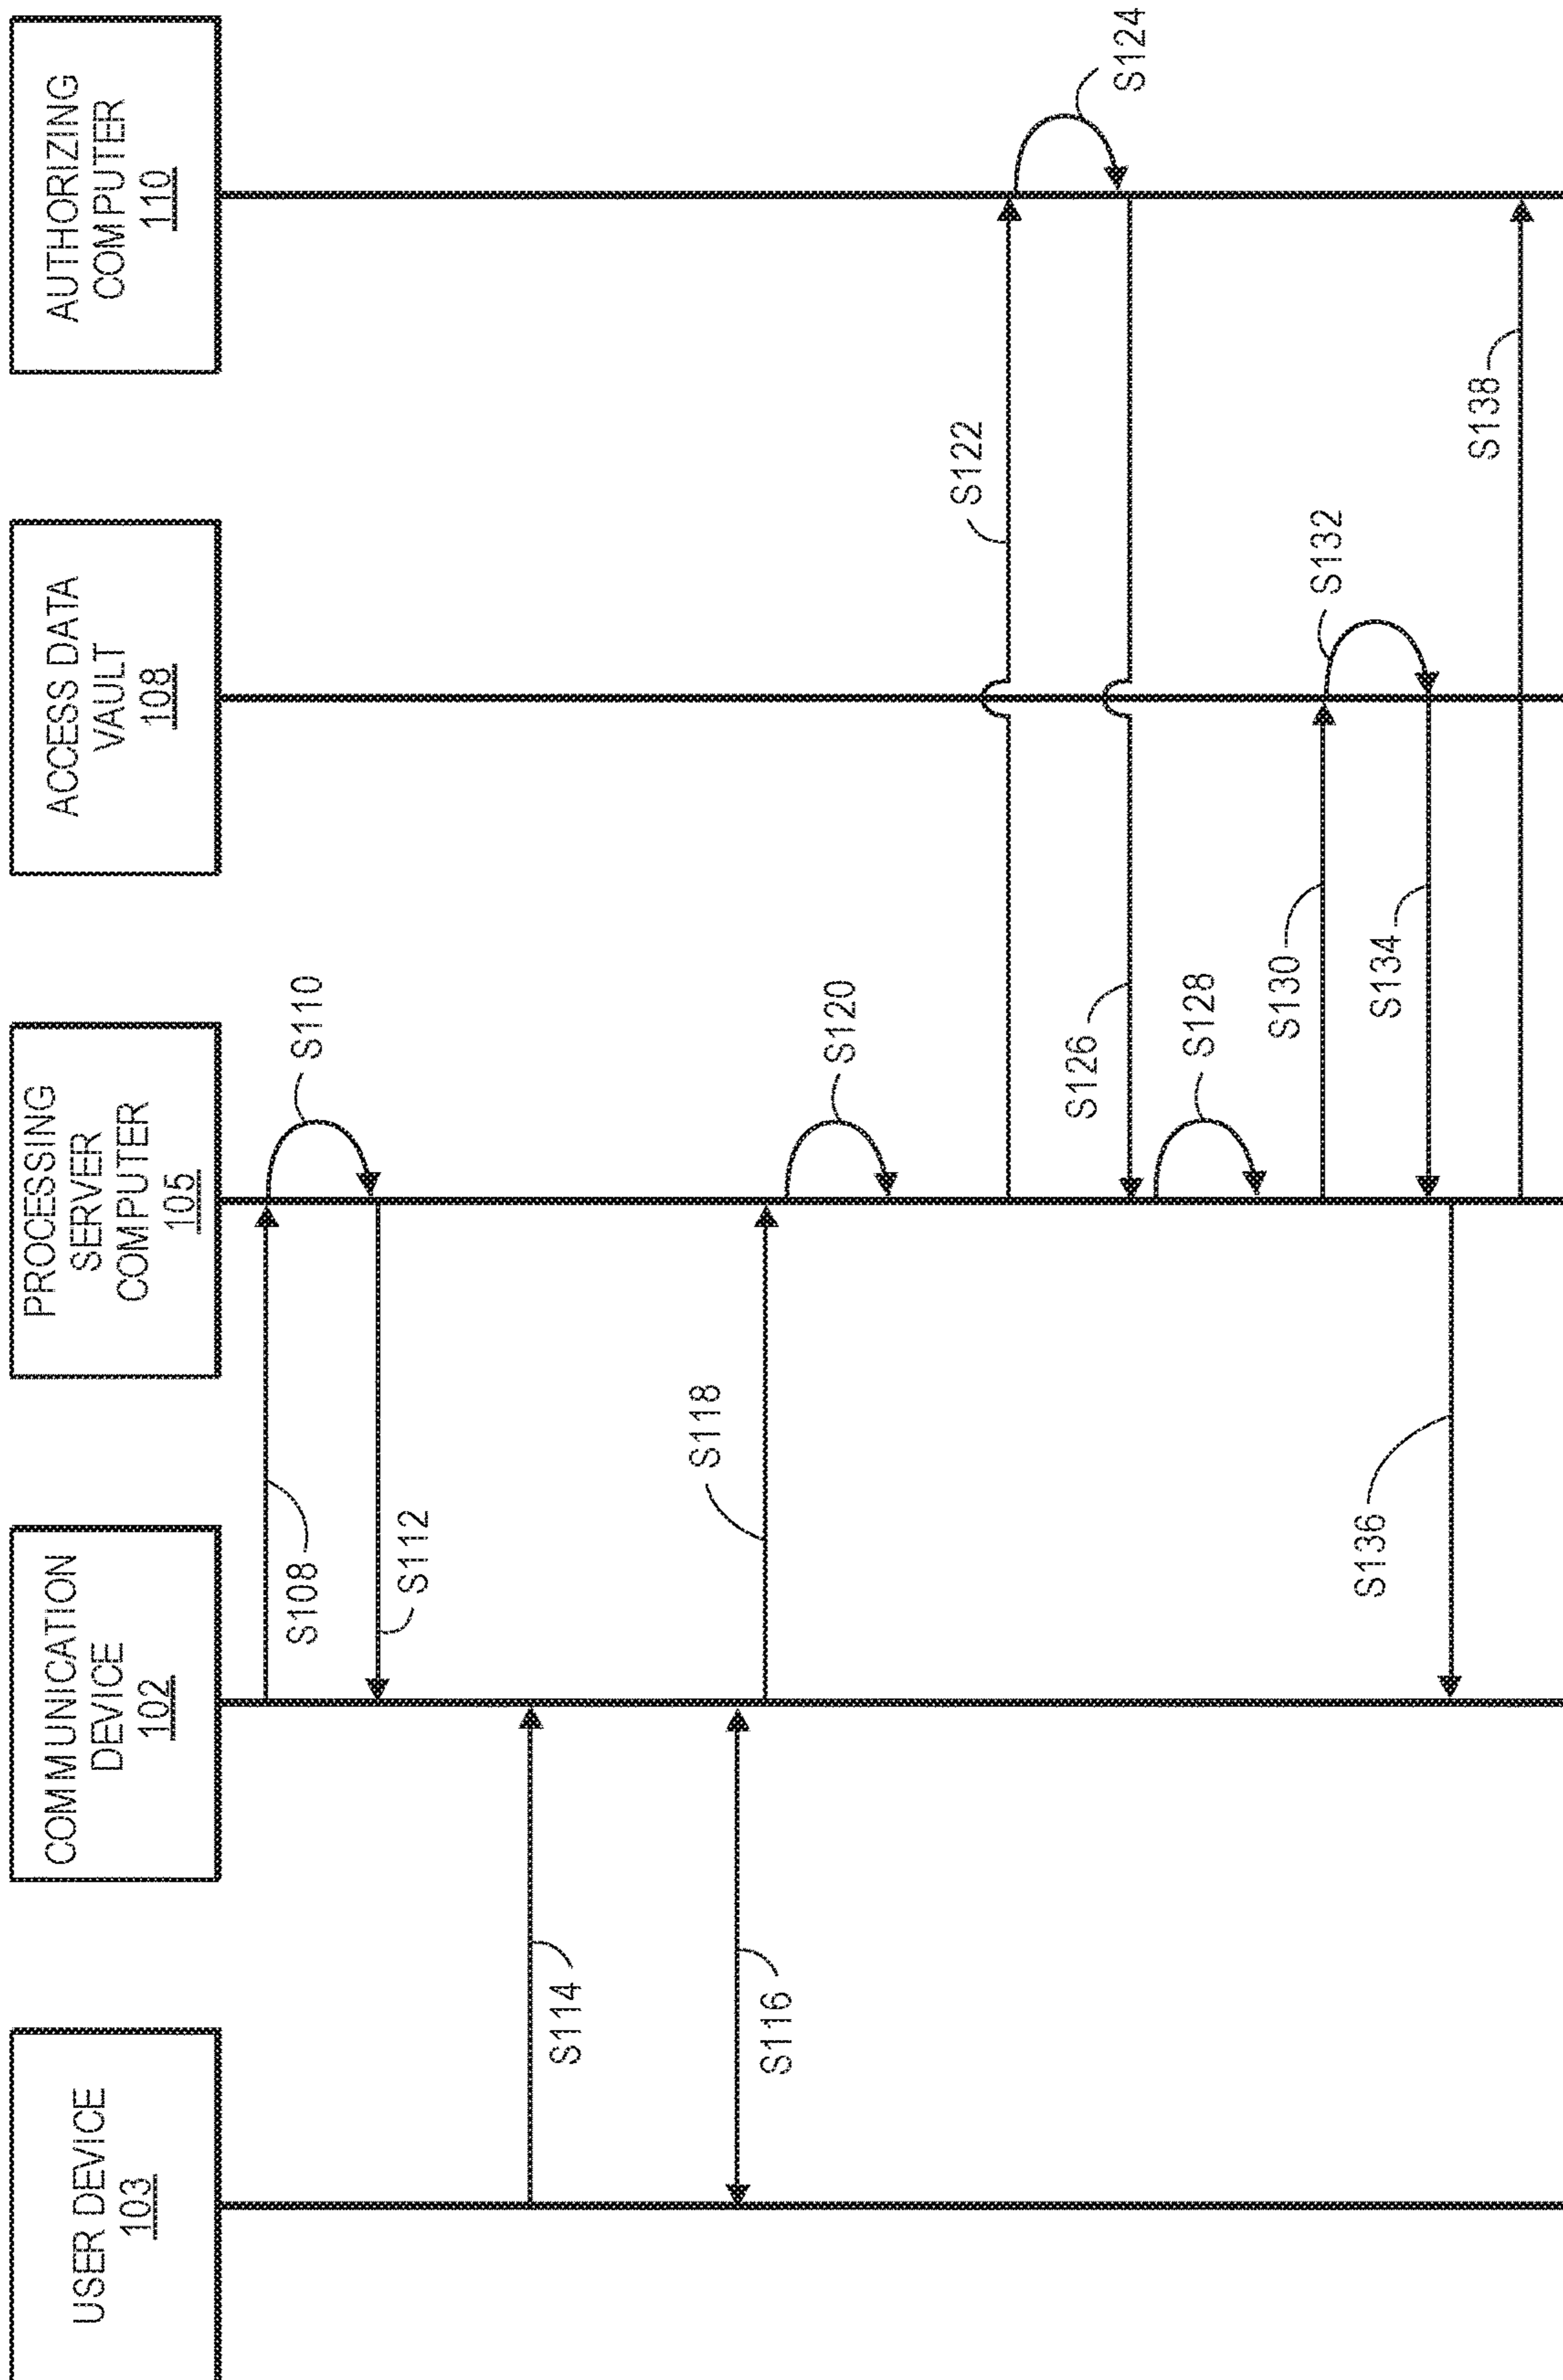 USER DEVICE
103
COMMUNICATION
DEVICE
102
PROCESSING
SERVER
COMPUTER
105
ACCESS DATA
VAULT
108
AUTHORIZING
COMPUTER
110
S108
S110
S112
S114
S116
S118
S120
S122
S124
S126
S128
S130
S132
S134
S136
S138